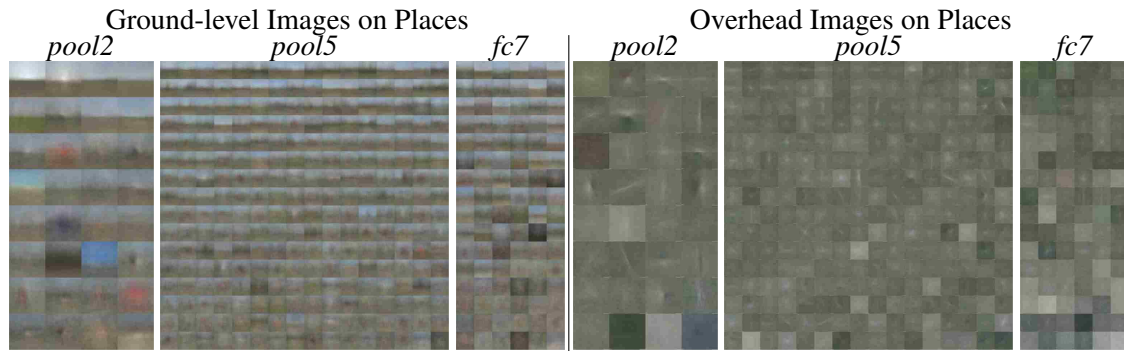 Ground-level Images on Places
Overhead Images on Places
pool2
pool5
fc7
pool2
pool5
fc7